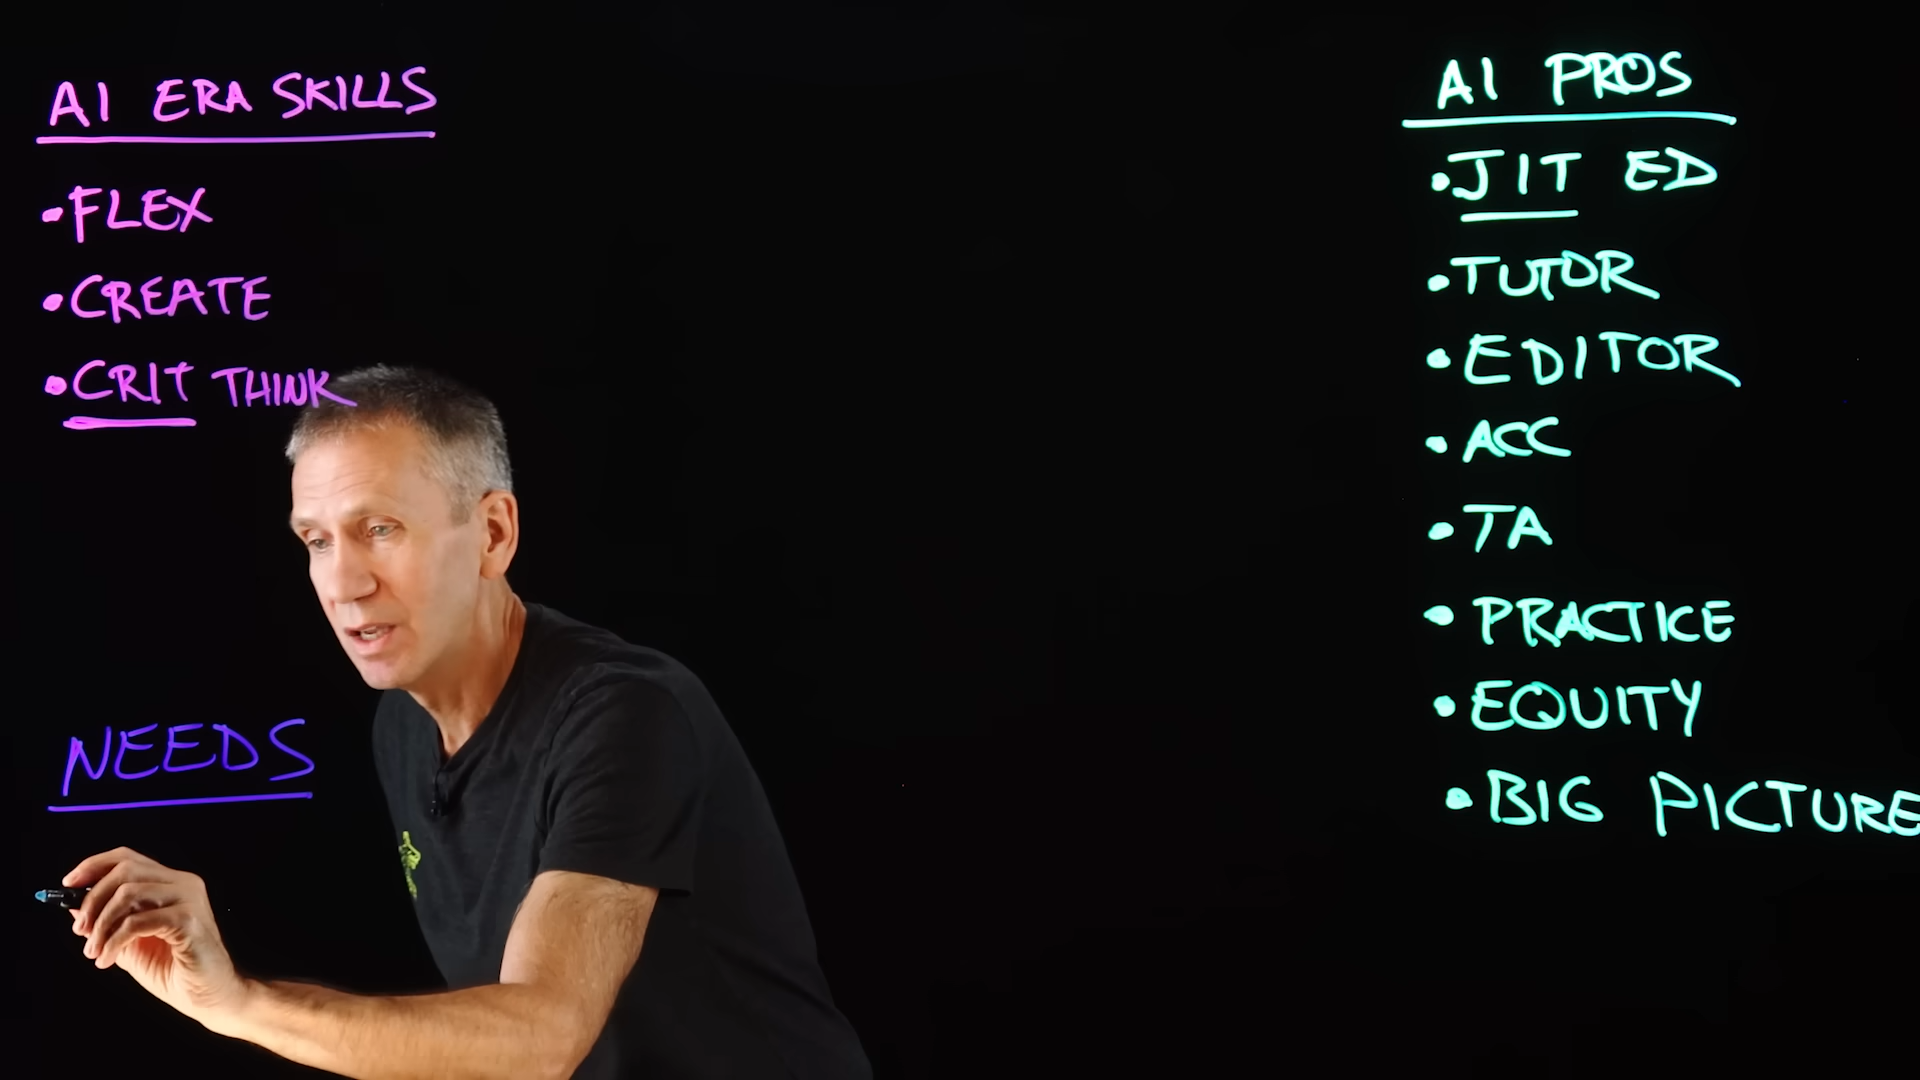 AI ERA SKILLS
•FLEX
•CREATE
•CRIT THINK
NEEDS
AI PROS
•JIT ED
•TUTOR
•EDITOR
•ACC
•TA
•PRACTICE
•EQUITY
•BIG PICTURE